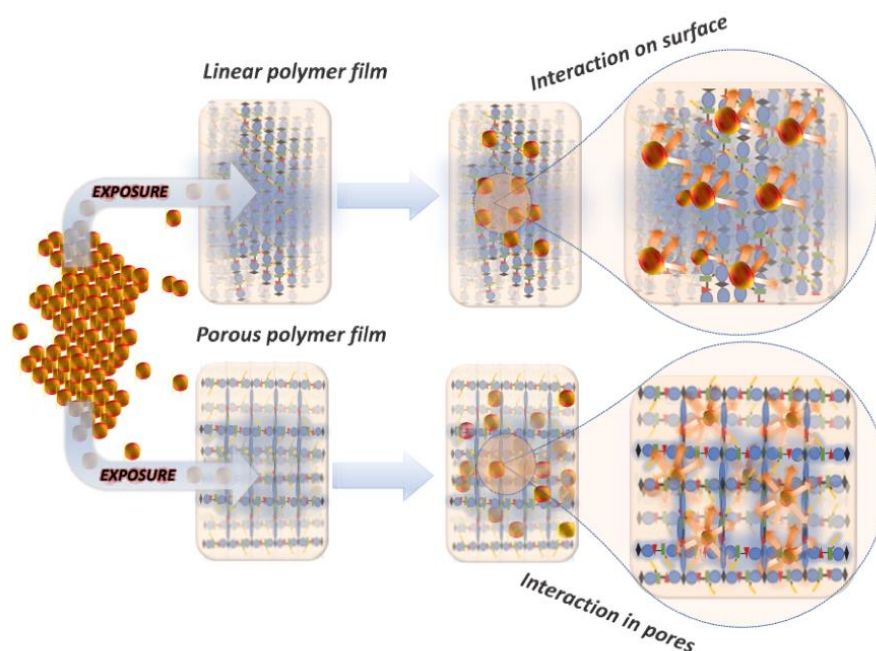 Linear polymer film
Interaction on surface
EXPOSURE
Porous polymer film
EXPOSURE
Interaction in pores